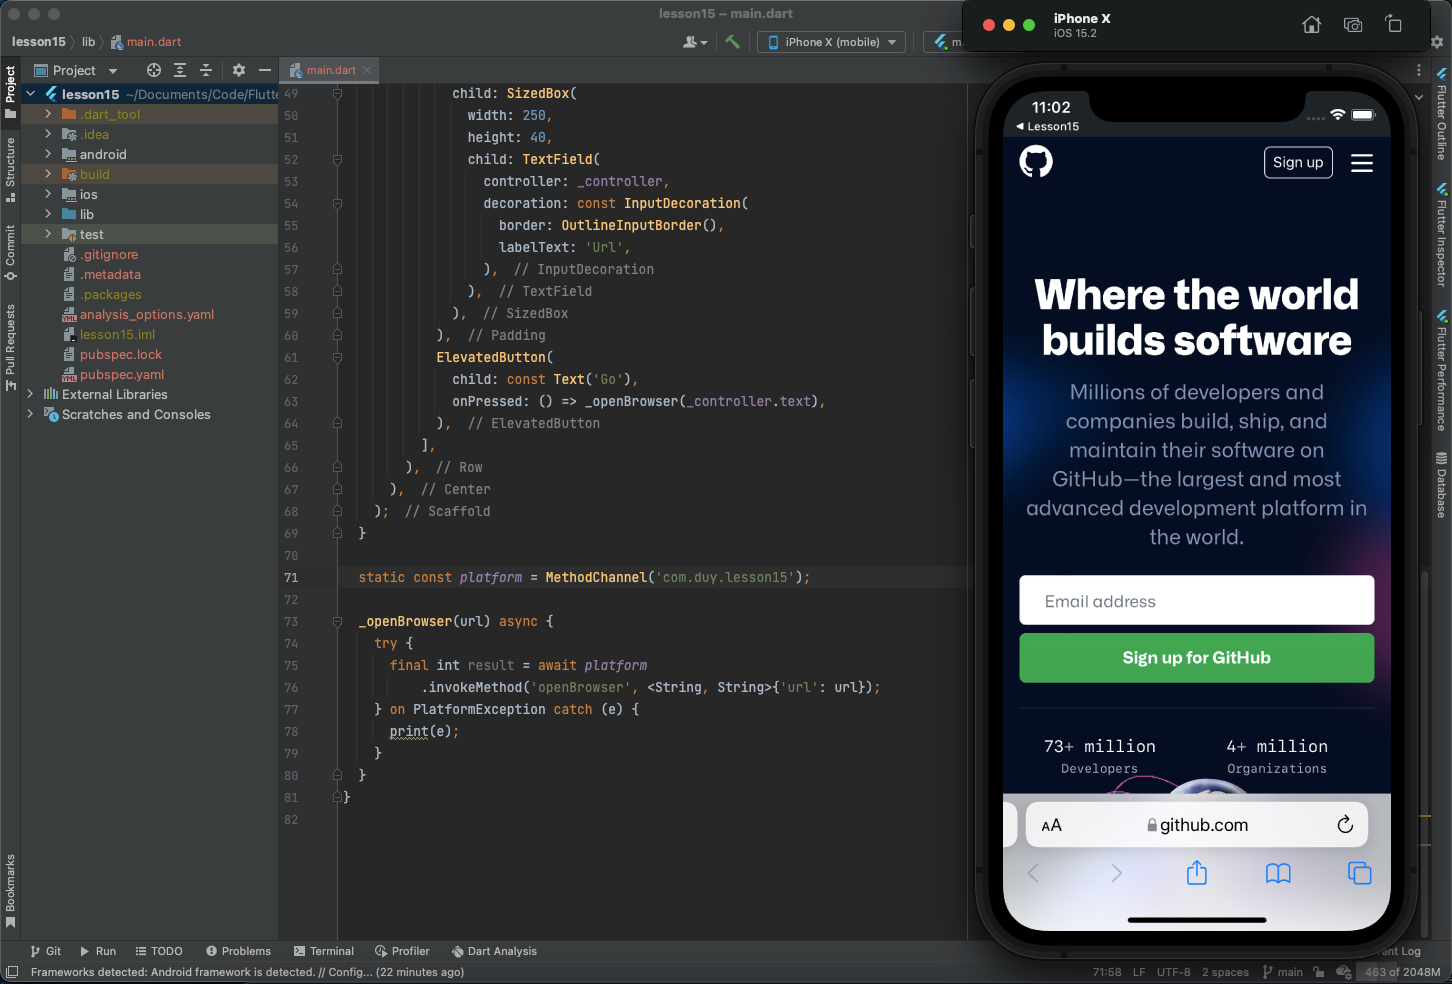 lesson15 – main.dart
lesson15 〉 lib 〉 main.dart
iPhone X (mobile)
Project
main.dart
lesson15 ~/Documents/Code/Flutte
.dart_tool
.idea
android
build
ios
lib
test
.gitignore
.metadata
.packages
analysis_options.yaml
lesson15.iml
pubspec.lock
pubspec.yaml
External Libraries
Scratches and Consoles
Project
Structure
Commit
Pull Requests
Bookmarks
49 child: SizedBox(
50 width: 250,
51 height: 40,
52 child: TextField(
53 controller: _controller,
54 decoration: const InputDecoration(
55 border: OutlineInputBorder(),
56 labelText: 'Url',
57 ), // InputDecoration
58 ), // TextField
59 ), // SizedBox
60 ), // Padding
61 ElevatedButton(
62 child: const Text('Go'),
63 onPressed: () => _openBrowser(_controller.text),
64 ), // ElevatedButton
65 ],
66 ), // Row
67 ), // Center
68 ); // Scaffold
69 }
70
71 static const platform = MethodChannel('com.duy.lesson15');
72
73 _openBrowser(url) async {
74 try {
75 final int result = await platform
76 .invokeMethod('openBrowser', <String, String>{'url': url});
77 } on PlatformException catch (e) {
78 print(e);
79 }
80 }
81 }
82
iPhone X
iOS 15.2
11:02
◀ Lesson15
Sign up
Where the world
builds software
Millions of developers and
companies build, ship, and
maintain their software on
GitHub—the largest and most
advanced development platform in
the world.
Email address
Sign up for GitHub
73+ million
Developers
4+ million
Organizations
AA
github.com
Flutter Outline
Flutter Inspector
Flutter Performance
Database
Git
Run
TODO
Problems
Terminal
Profiler
Dart Analysis
Log
Frameworks detected: Android framework is detected. // Config... (22 minutes ago)
71:58 LF UTF-8 2 spaces main 463 of 2048M